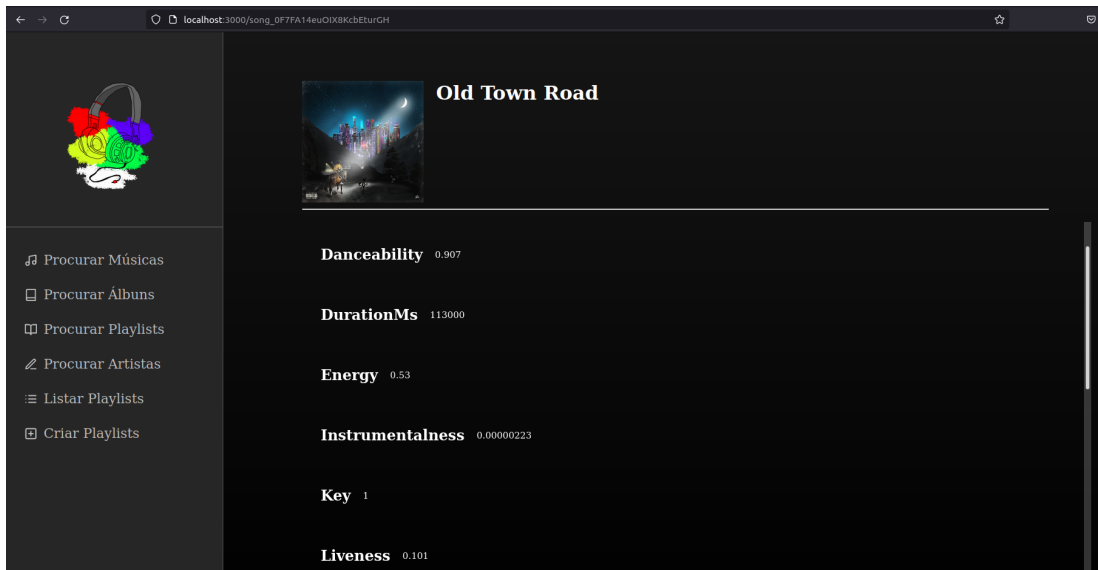 localhost:3000/song_0F7FA14euOIX8KcbEturGH
Old Town Road
Procurar Músicas
Procurar Álbuns
Procurar Playlists
Procurar Artistas
Listar Playlists
Criar Playlists
Danceability 0.907
DurationMs 113000
Energy 0.53
Instrumentalness 0.00000223
Key 1
Liveness 0.101